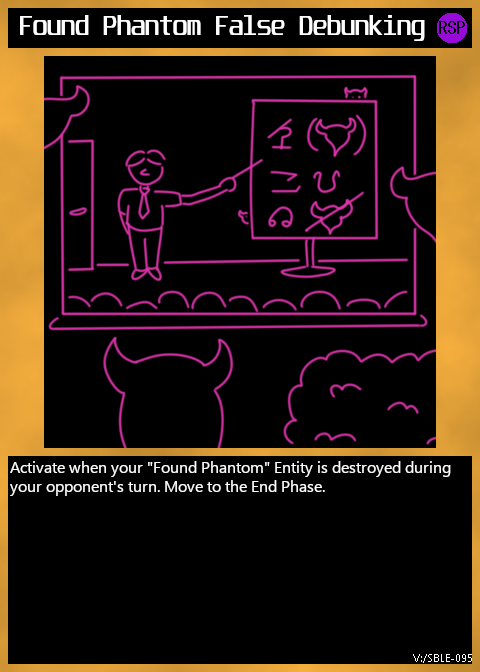 Found Phantom False Debunking RSP
Activate when your "Found Phantom" Entity is destroyed during
your opponent's turn. Move to the End Phase.
V:/SBLE-095